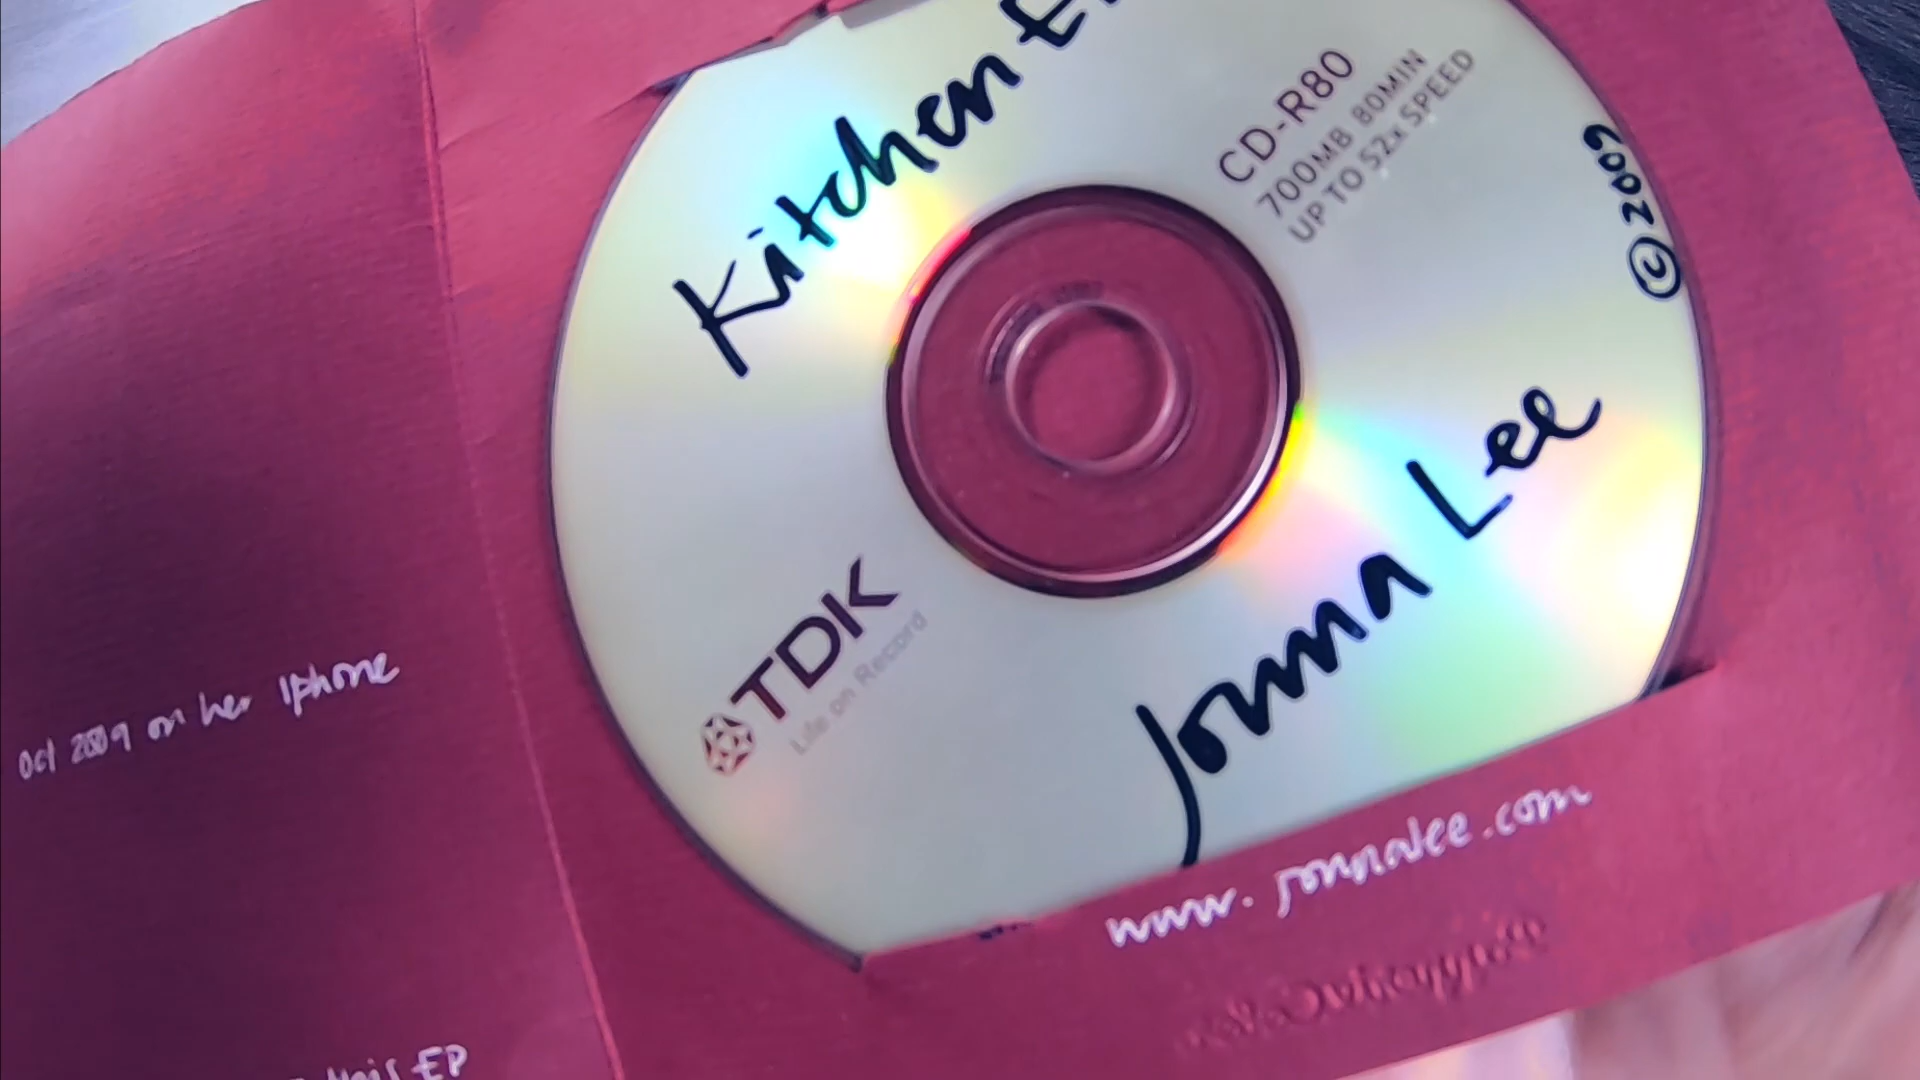 Kitchen E
CD-R80
700MB 80MIN
UP TO 52x SPEED
© 2009
TDK
Life on Record
Jonna Lee
www.jonnalee.com
Oct 2009 on her Iphone
this EP